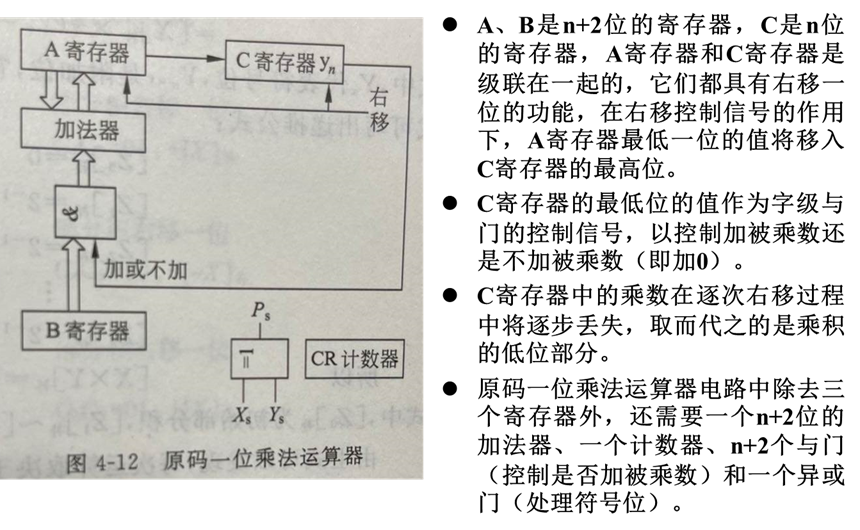 A 寄存器
C 寄存器 yn
右移
加法器
&
加或不加
B 寄存器
Ps
=1
CR 计数器
Xs Ys
图 4-12 原码一位乘法运算器
● A、B是n+2位的寄存器，C是n位
的寄存器，A寄存器和C寄存器是
级联在一起的，它们都具有右移一
位的功能，在右移控制信号的作用
下，A寄存器最低一位的值将移入
C寄存器的最高位。
● C寄存器的最低位的值作为字级与
门的控制信号，以控制加被乘数还
是不加被乘数（即加0）。
● C寄存器中的乘数在逐次右移过程
中将逐步丢失，取而代之的是乘积
的低位部分。
● 原码一位乘法运算器电路中除去三
个寄存器外，还需要一个n+2位的
加法器、一个计数器、n+2个与门
（控制是否加被乘数）和一个异或
门（处理符号位）。